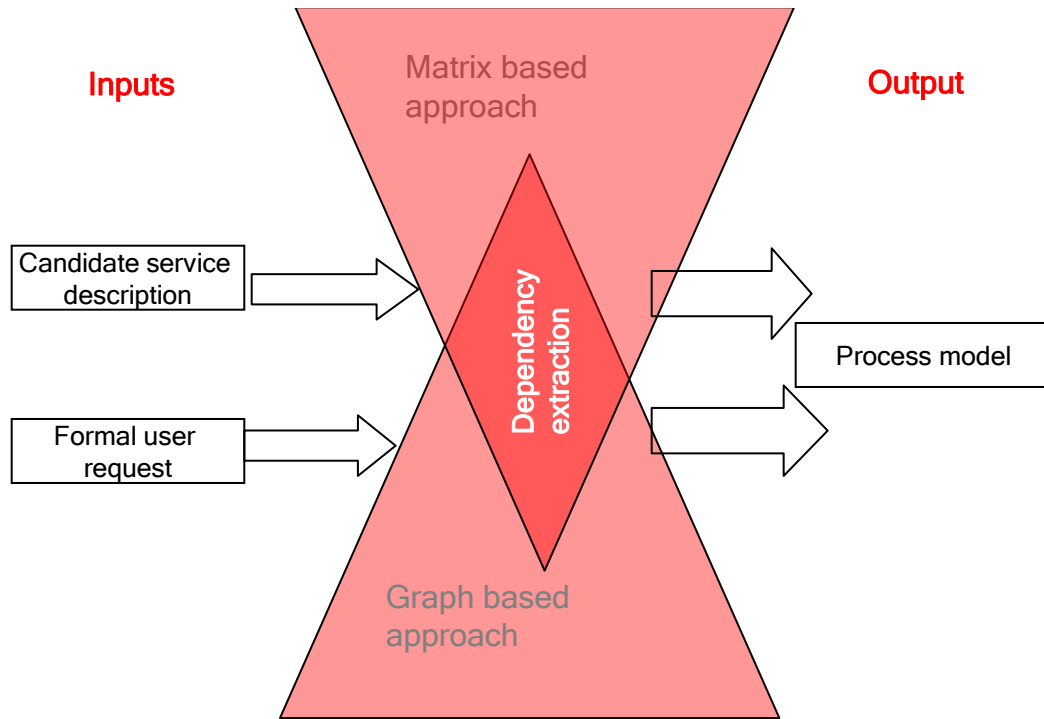 Inputs
Matrix based
approach
Output
Candidate service
description
Dependency
extraction
Process model
Formal user
request
Graph based
approach